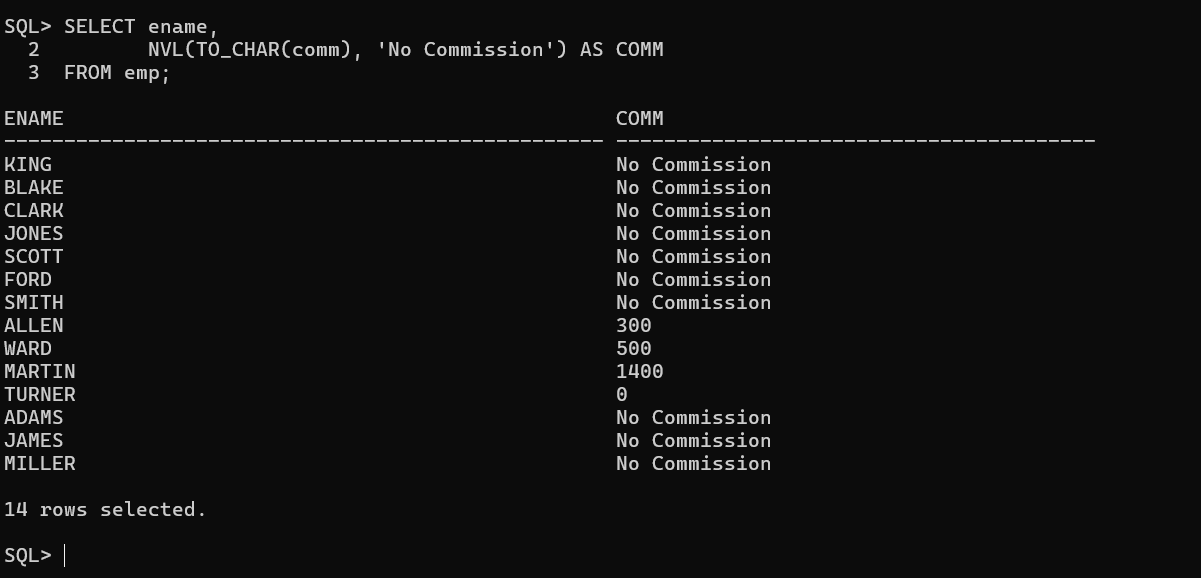 SQL> SELECT ename,
  2         NVL(TO_CHAR(comm), 'No Commission') AS COMM
  3  FROM emp;
ENAME                                              COMM
-------------------------------------------------- ----------------------------------------
KING                                               No Commission
BLAKE                                              No Commission
CLARK                                              No Commission
JONES                                              No Commission
SCOTT                                              No Commission
FORD                                               No Commission
SMITH                                              No Commission
ALLEN                                              300
WARD                                               500
MARTIN                                             1400
TURNER                                             0
ADAMS                                              No Commission
JAMES                                              No Commission
MILLER                                             No Commission
14 rows selected.
SQL>